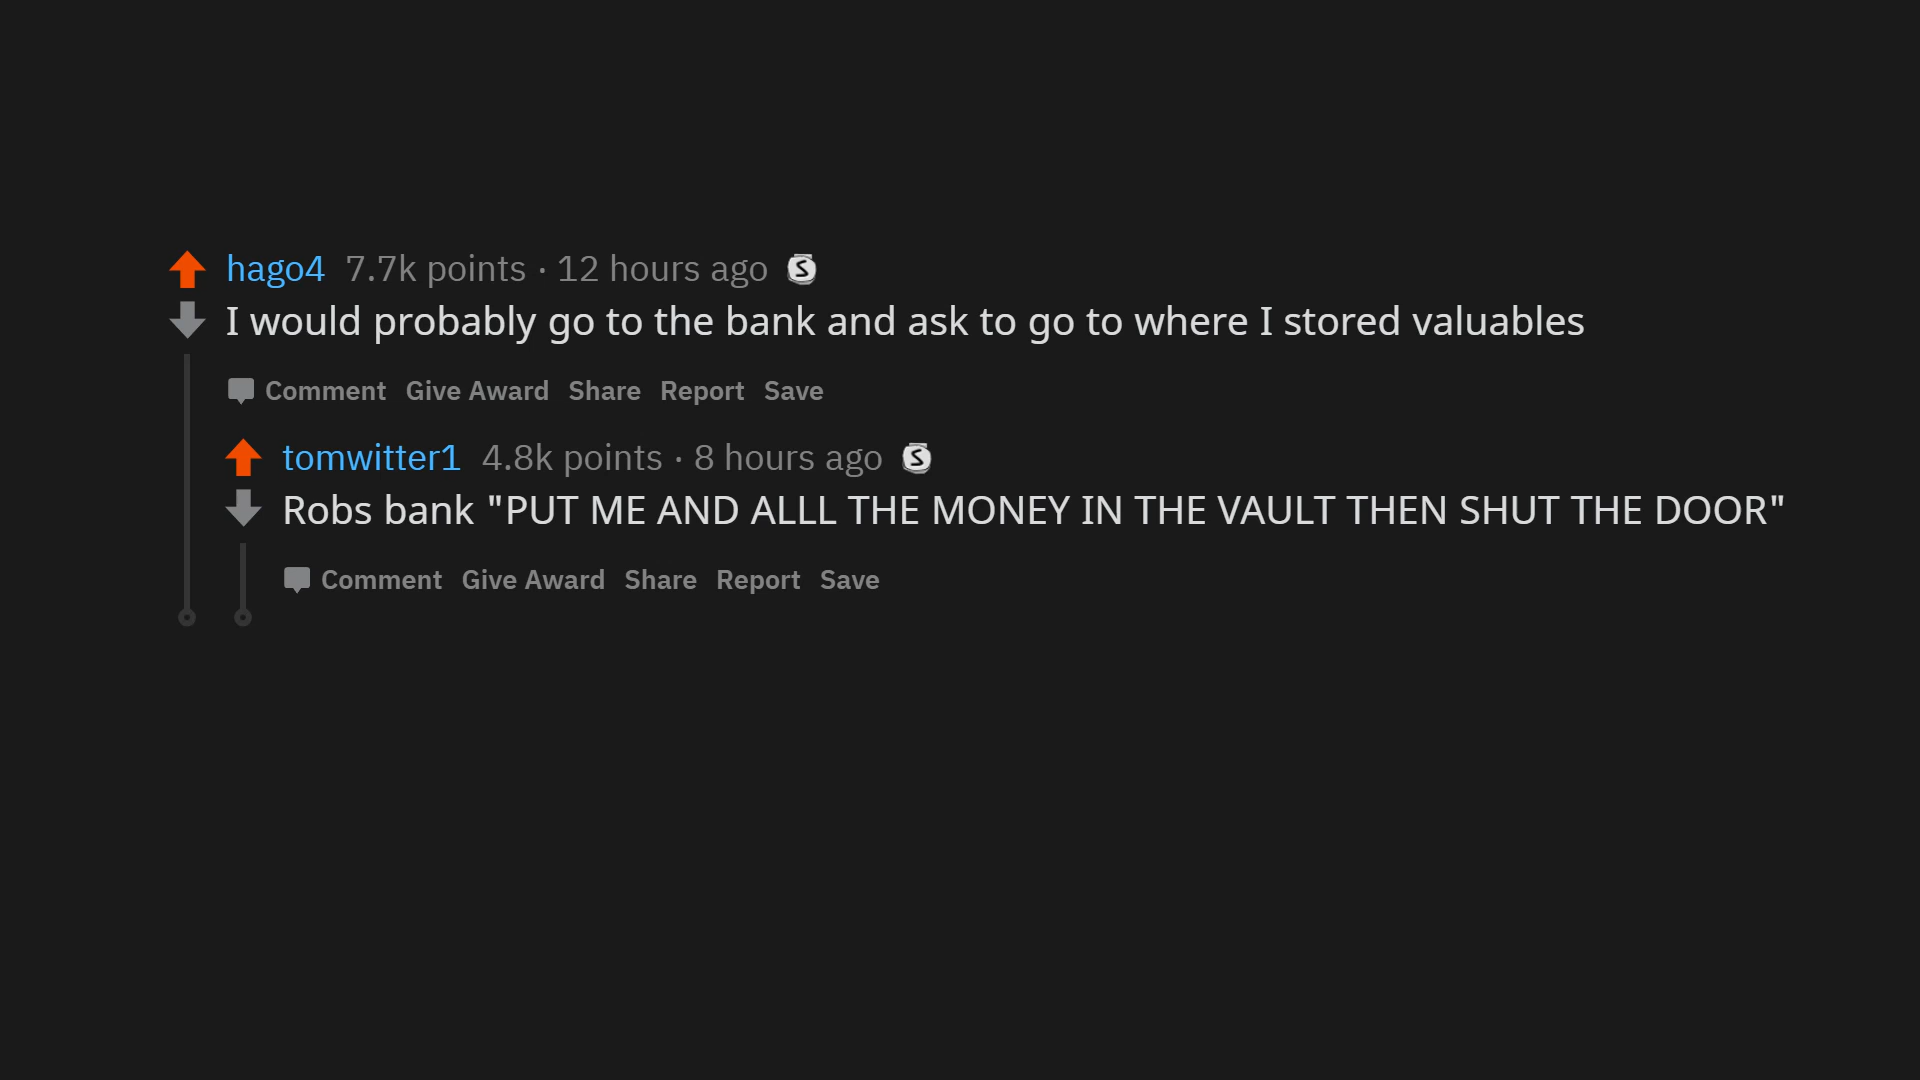 hago4 7.7k points · 12 hours ago S
I would probably go to the bank and ask to go to where I stored valuables
Comment Give Award Share Report Save
tomwitter1 4.8k points · 8 hours ago S
Robs bank "PUT ME AND ALLL THE MONEY IN THE VAULT THEN SHUT THE DOOR"
Comment Give Award Share Report Save